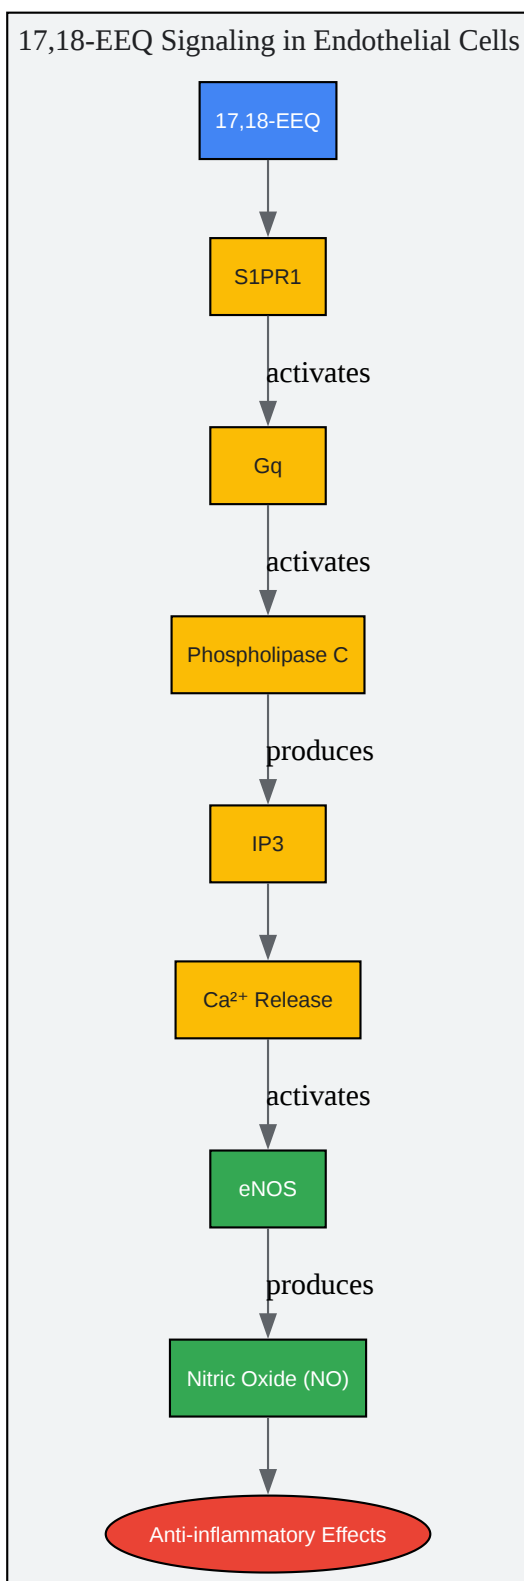 17,18-EEQ Signaling in Endothelial Cells
17,18-EEQ
S1PR1
activates
Gq
activates
Phospholipase C
produces
IP3
Ca²⁺ Release
activates
eNOS
produces
Nitric Oxide (NO)
Anti-inflammatory Effects